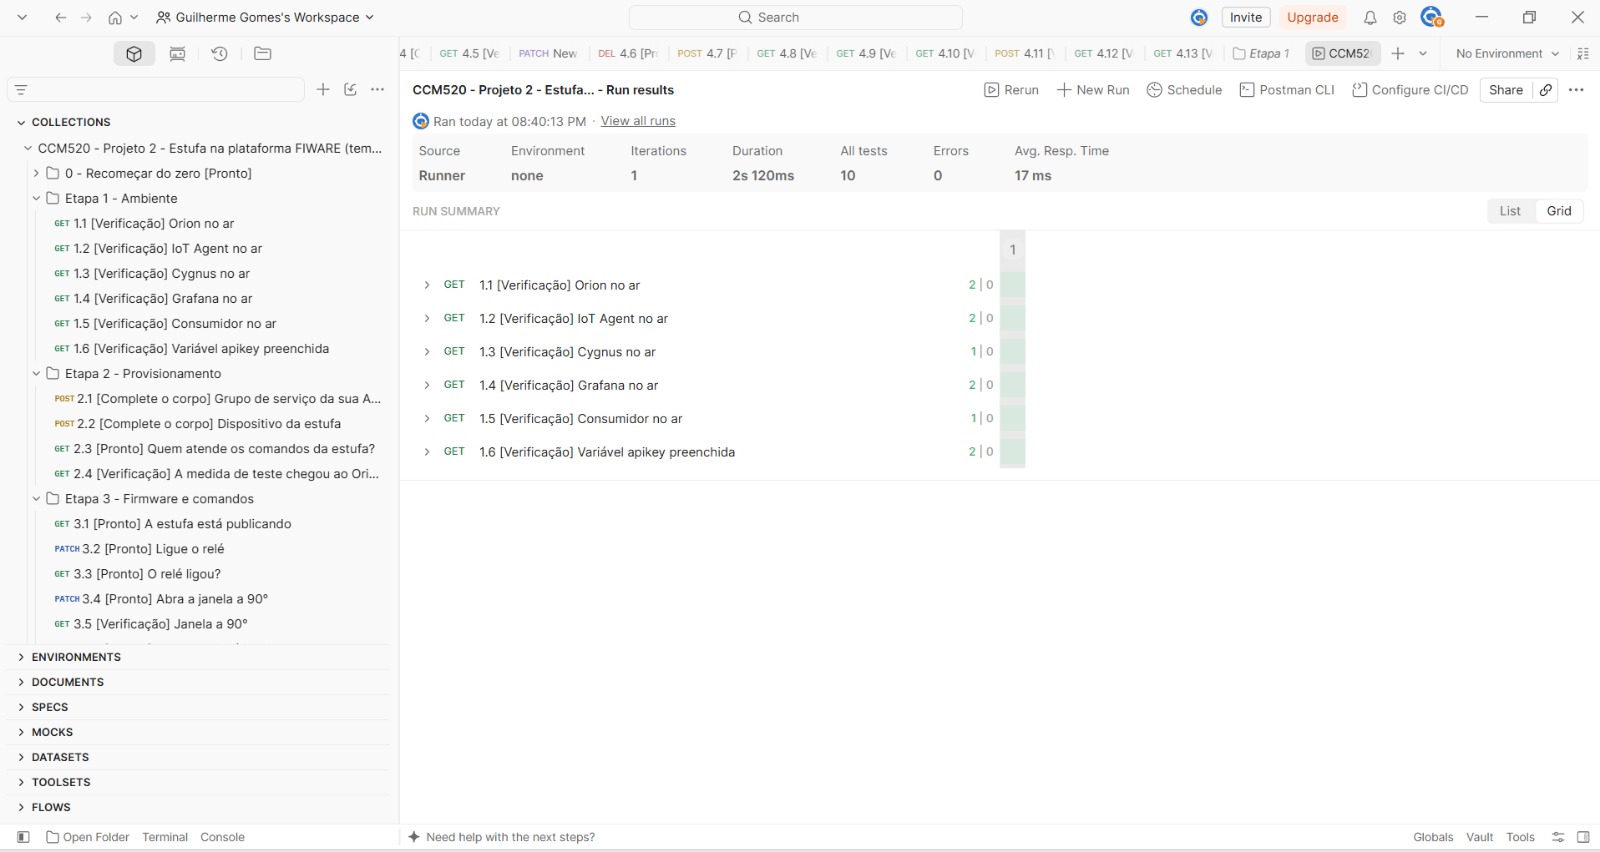 Guilherme Gomes's Workspace
Search
Invite
Upgrade
4 [C
GET 4.5 [Ve
PATCH New
DEL 4.6 [Pr
POST 4.7 [P
GET 4.8 [Ve
GET 4.9 [Ve
GET 4.10 [V
POST 4.11 [
GET 4.12 [V
GET 4.13 [V
Etapa 1
CCM52
No Environment
CCM520 - Projeto 2 - Estufa... - Run results
Rerun
New Run
Schedule
Postman CLI
Configure CI/CD
Share
Ran today at 08:40:13 PM · View all runs
Source Environment Iterations Duration All tests Errors Avg. Resp. Time
Runner none 1 2s 120ms 10 0 17 ms
RUN SUMMARY
List Grid
1
GET 1.1 [Verificação] Orion no ar 2 | 0
GET 1.2 [Verificação] IoT Agent no ar 2 | 0
GET 1.3 [Verificação] Cygnus no ar 1 | 0
GET 1.4 [Verificação] Grafana no ar 2 | 0
GET 1.5 [Verificação] Consumidor no ar 1 | 0
GET 1.6 [Verificação] Variável apikey preenchida 2 | 0
COLLECTIONS
CCM520 - Projeto 2 - Estufa na plataforma FIWARE (tem...
0 - Recomeçar do zero [Pronto]
Etapa 1 - Ambiente
GET 1.1 [Verificação] Orion no ar
GET 1.2 [Verificação] IoT Agent no ar
GET 1.3 [Verificação] Cygnus no ar
GET 1.4 [Verificação] Grafana no ar
GET 1.5 [Verificação] Consumidor no ar
GET 1.6 [Verificação] Variável apikey preenchida
Etapa 2 - Provisionamento
POST 2.1 [Complete o corpo] Grupo de serviço da sua A...
POST 2.2 [Complete o corpo] Dispositivo da estufa
GET 2.3 [Pronto] Quem atende os comandos da estufa?
GET 2.4 [Verificação] A medida de teste chegou ao Ori...
Etapa 3 - Firmware e comandos
GET 3.1 [Pronto] A estufa está publicando
PATCH 3.2 [Pronto] Ligue o relé
GET 3.3 [Pronto] O relé ligou?
PATCH 3.4 [Pronto] Abra a janela a 90°
GET 3.5 [Verificação] Janela a 90°
ENVIRONMENTS
DOCUMENTS
SPECS
MOCKS
DATASETS
TOOLSETS
FLOWS
Open Folder
Terminal
Console
Need help with the next steps?
Globals
Vault
Tools